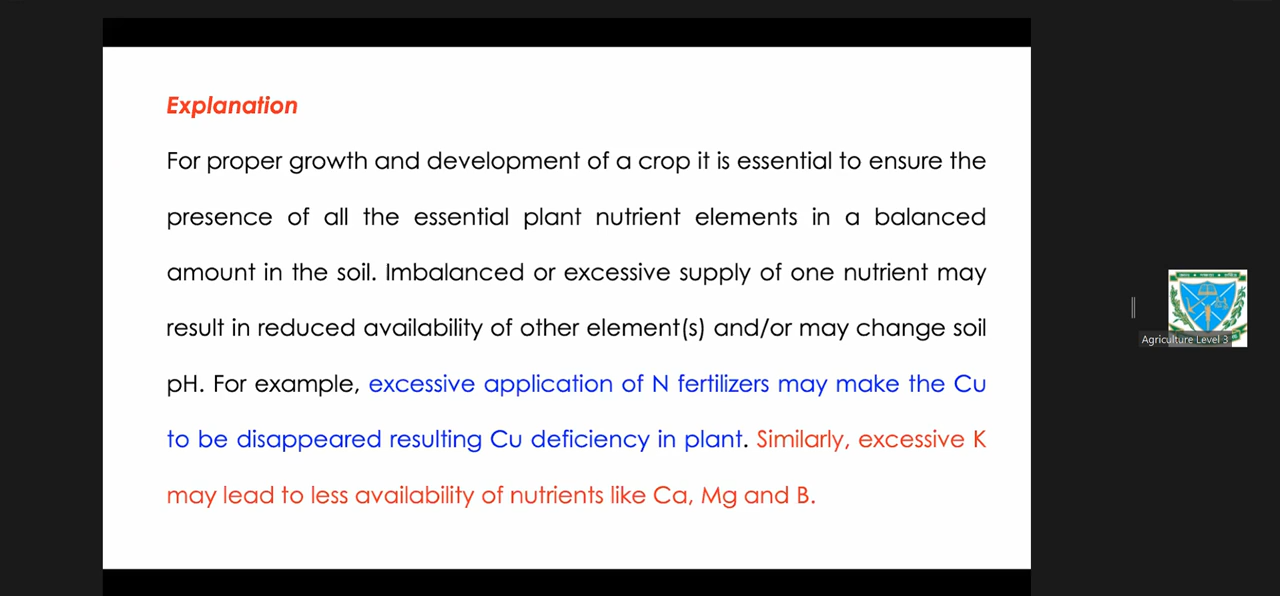 Explanation
For proper growth and development of a crop it is essential to ensure the
presence of all the essential plant nutrient elements in a balanced
amount in the soil. Imbalanced or excessive supply of one nutrient may
result in reduced availability of other element(s) and/or may change soil
pH. For example, excessive application of N fertilizers may make the Cu
to be disappeared resulting Cu deficiency in plant. Similarly, excessive K
may lead to less availability of nutrients like Ca, Mg and B.
Agriculture Level 3